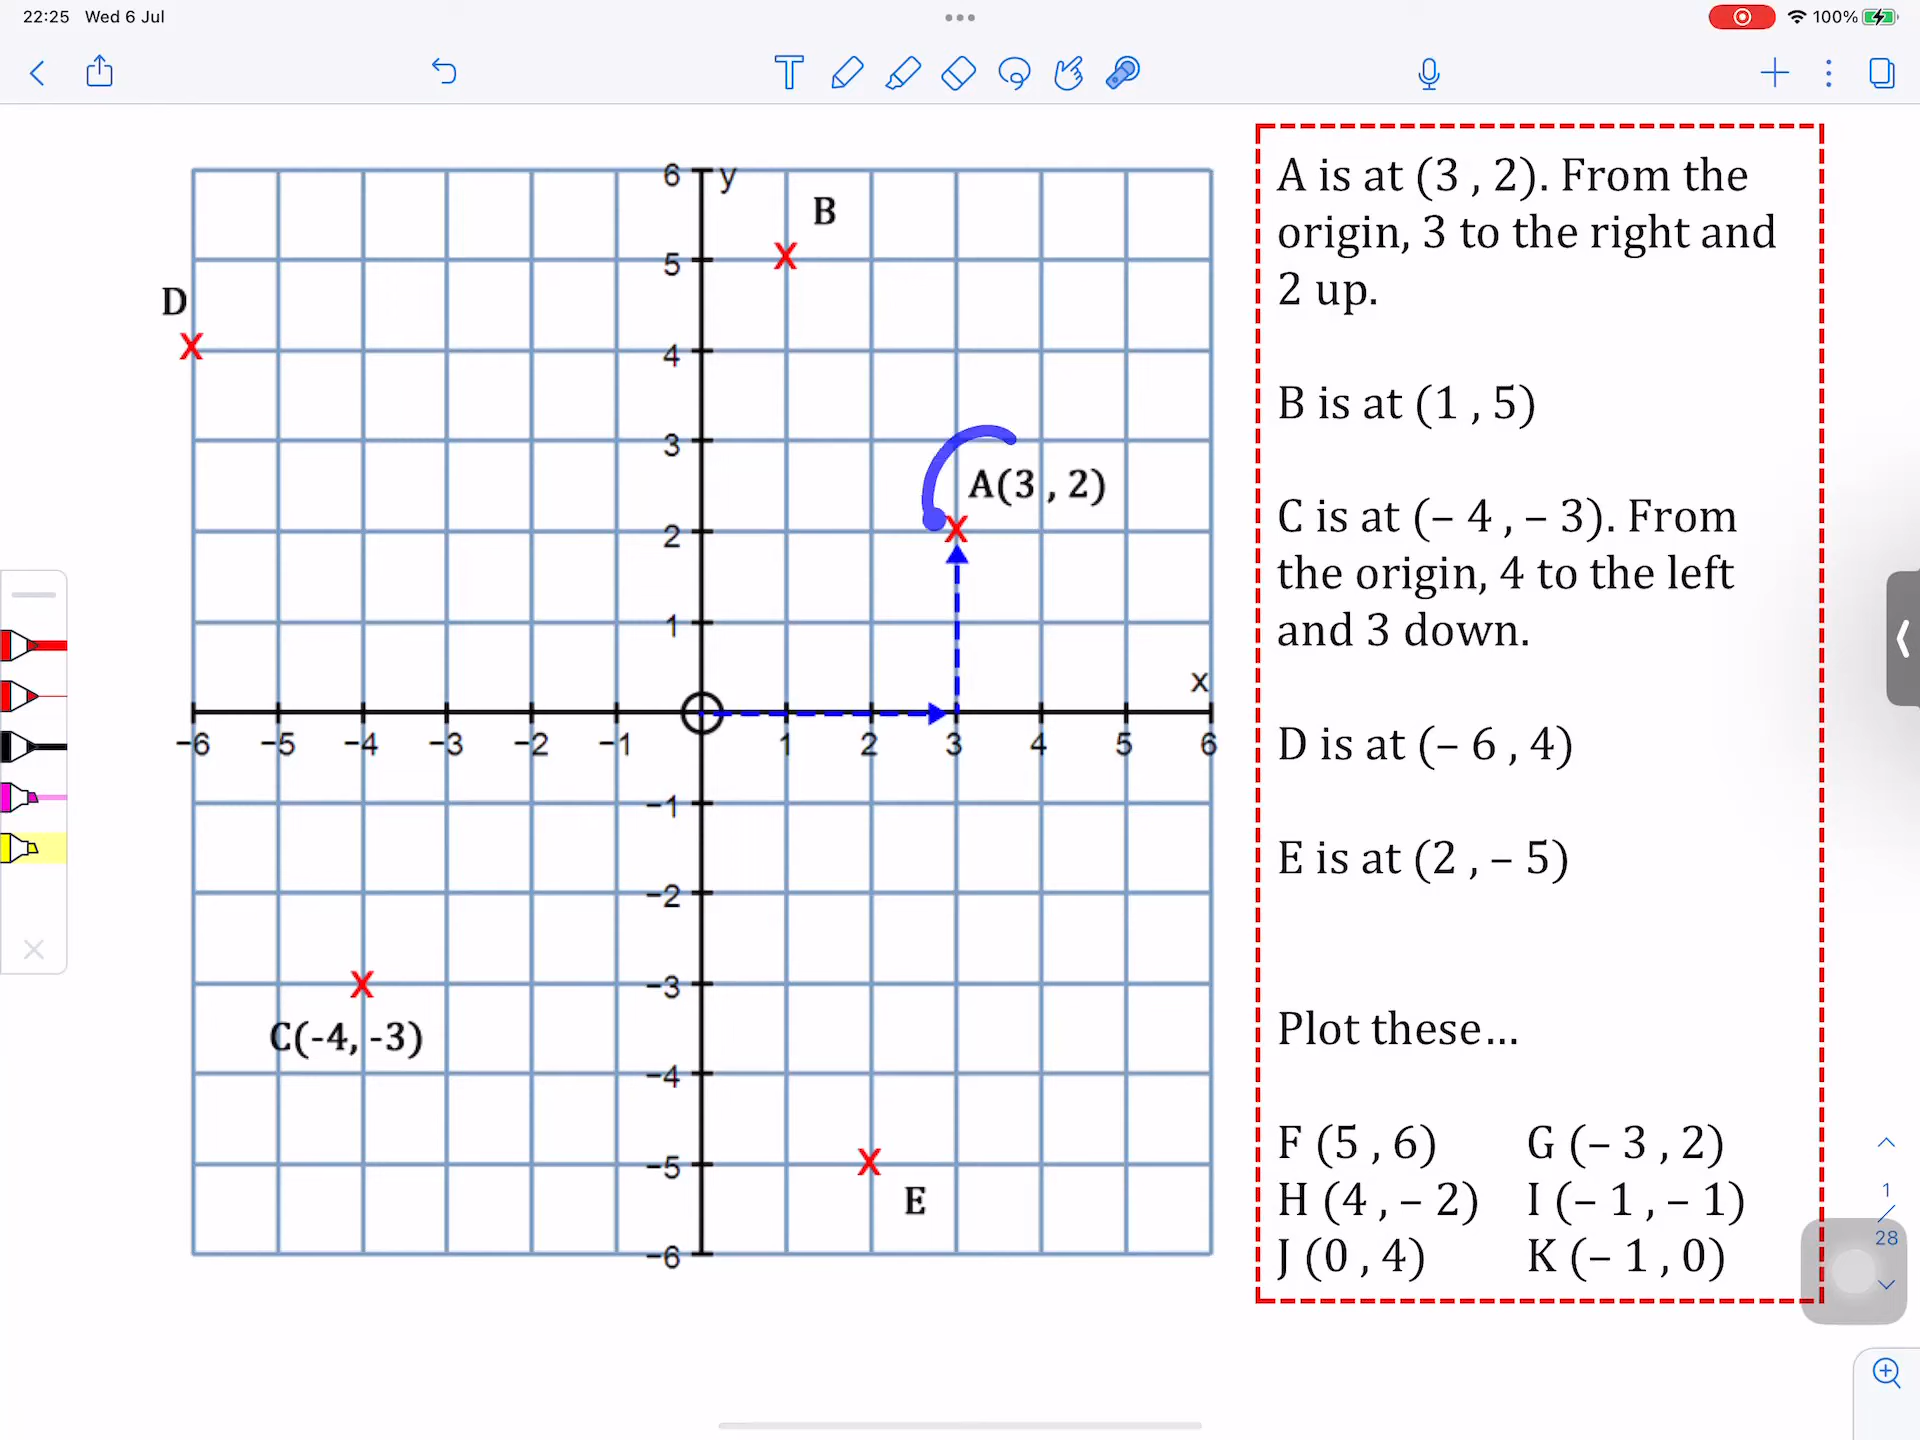 22:25 Wed 6 Jul
100%
T
6 y
B
5
D
4
3
A(3 , 2)
2
1
x
−6 −5 −4 −3 −2 −1 1 2 3 4 5 6
−1
−2
−3
C(-4, -3)
−4
−5
E
−6
A is at (3 , 2). From the
origin, 3 to the right and
2 up.
B is at (1 , 5)
C is at (– 4 , – 3). From
the origin, 4 to the left
and 3 down.
D is at (– 6 , 4)
E is at (2 , – 5)
Plot these...
F (5 , 6) G (– 3 , 2)
H (4 , – 2) I (– 1 , – 1)
J (0 , 4) K (– 1 , 0)
1
/
28